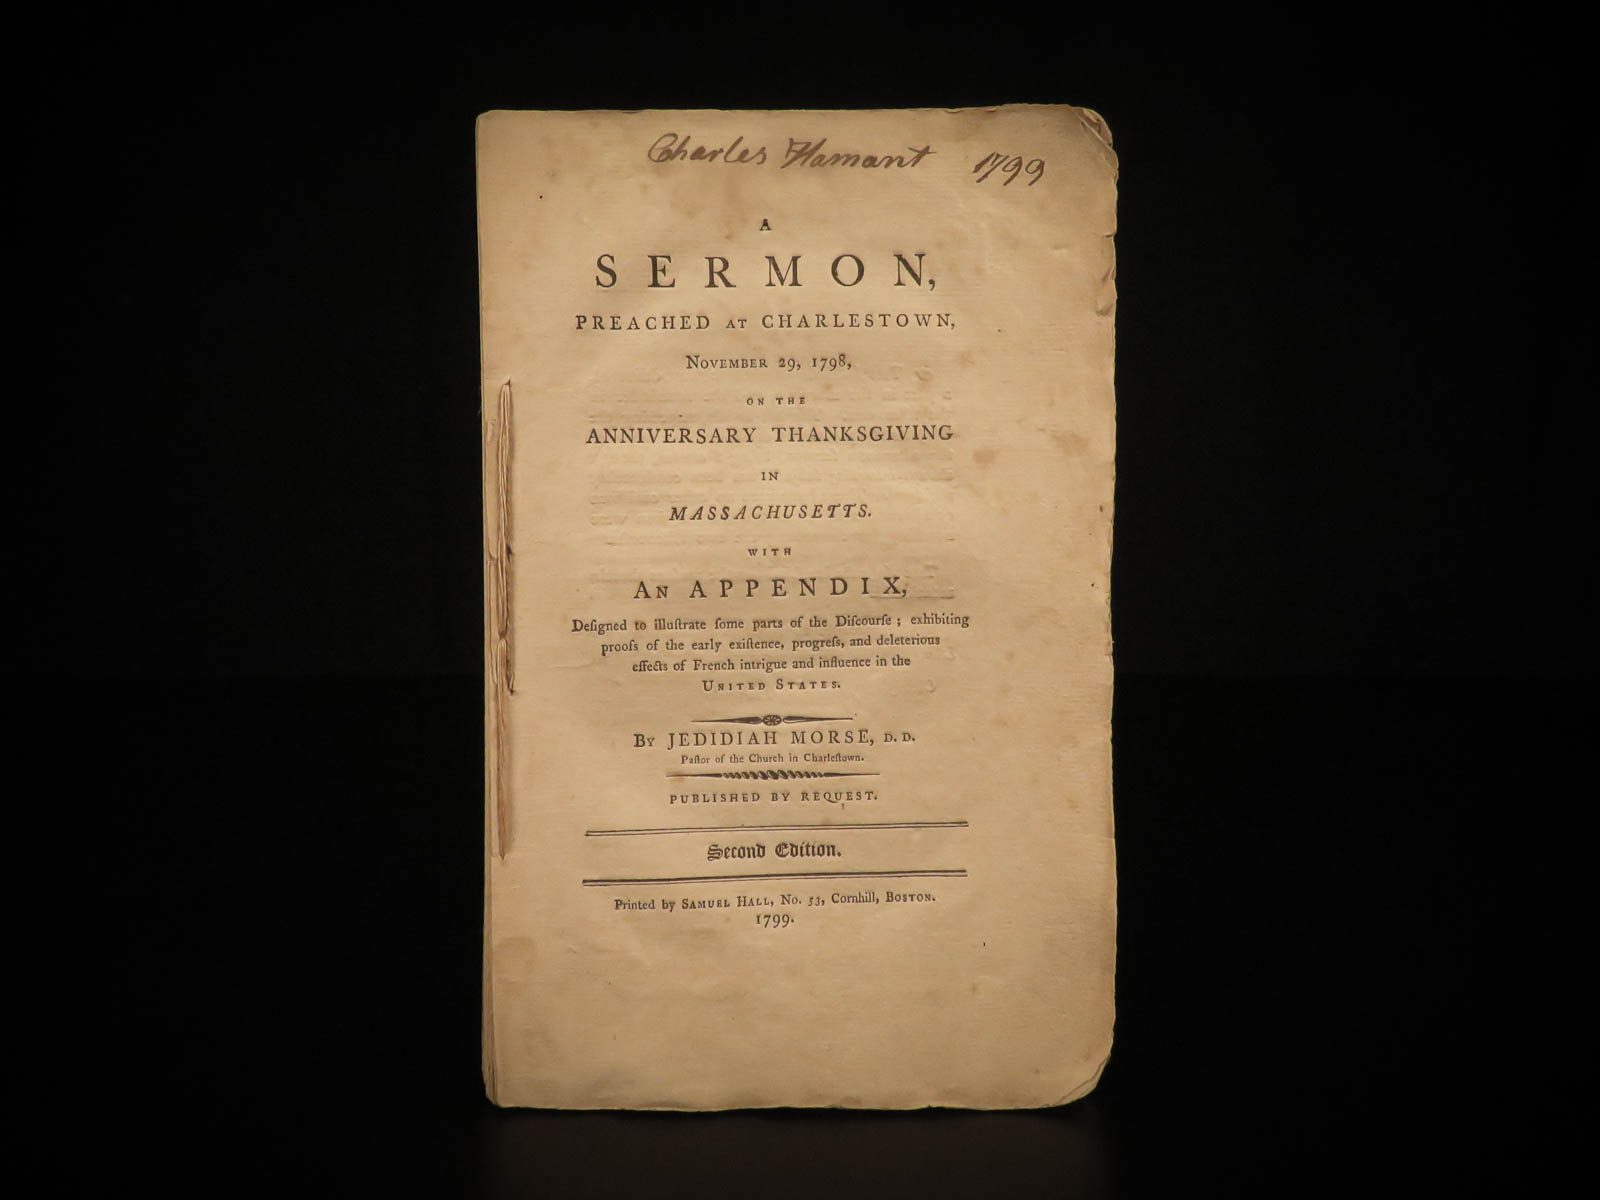 Charles Hamant 1799
A
SERMON,
PREACHED AT CHARLESTOWN,
NOVEMBER 29, 1798,
ON THE
ANNIVERSARY THANKSGIVING
IN
MASSACHUSETTS.
WITH
AN APPENDIX,
Deſigned to illuſtrate ſome parts of the Diſcourſe ; exhibiting
proofs of the early exiſtence, progreſs, and deleterious
effects of French intrigue and influence in the
UNITED STATES.
BY JEDIDIAH MORSE, D. D.
Paſtor of the Church in Charleſtown.
PUBLISHED BY REQUEST.
Second Edition.
Printed by SAMUEL HALL, No. 53, Cornhill, BOSTON.
1799.